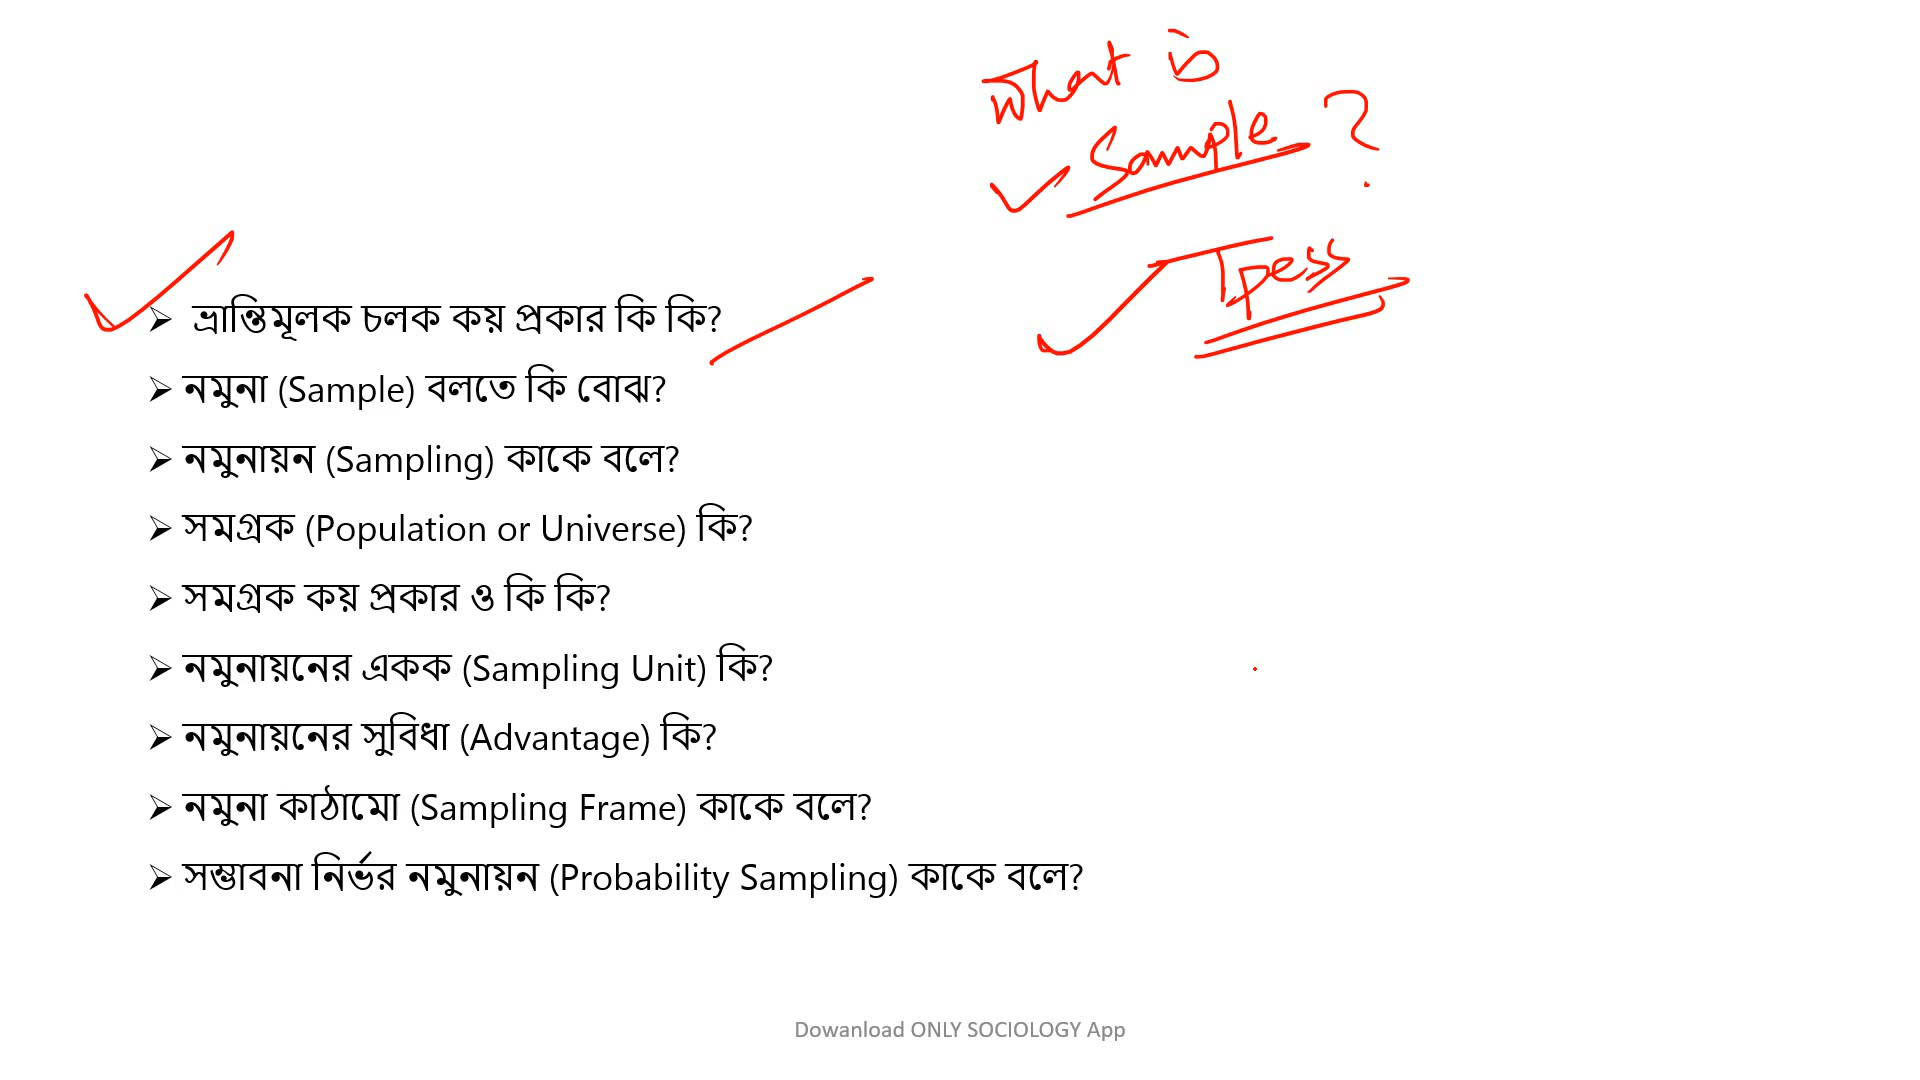 What is
Sample ?
Tpess
➢ ভ্রান্তিমূলক চলক কয় প্রকার কি কি?
➢ নমুনা (Sample) বলতে কি বোঝ?
➢ নমুনায়ন (Sampling) কাকে বলে?
➢ সমগ্রক (Population or Universe) কি?
➢ সমগ্রক কয় প্রকার ও কি কি?
➢ নমুনায়নের একক (Sampling Unit) কি?
➢ নমুনায়নের সুবিধা (Advantage) কি?
➢ নমুনা কাঠামো (Sampling Frame) কাকে বলে?
➢ সম্ভাবনা নির্ভর নমুনায়ন (Probability Sampling) কাকে বলে?
Dowanload ONLY SOCIOLOGY App